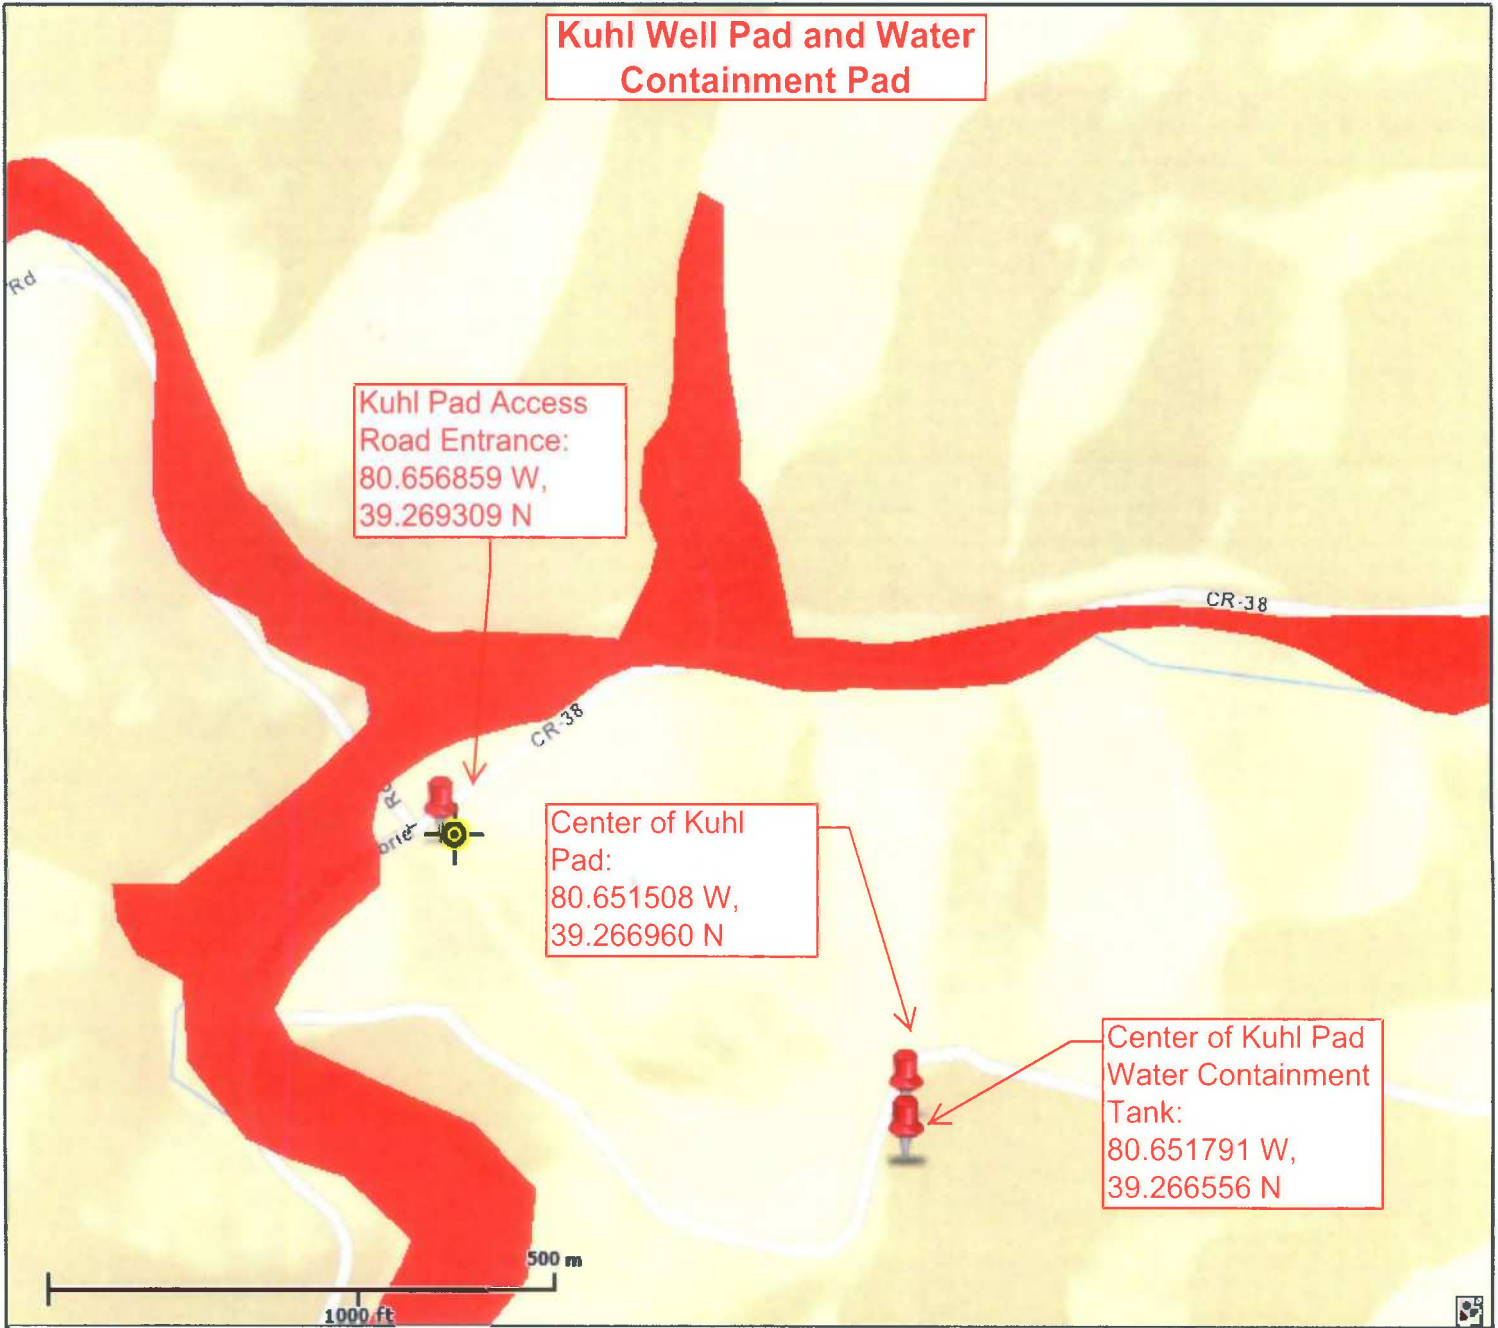 Kuhl Well Pad and Water
Containment Pad
Rd
Kuhl Pad Access
Road Entrance:
80.656859 W,
39.269309 N
CR-38
CR-38
Center of Kuhl
Pad:
80.651508 W,
39.266960 N
Center of Kuhl Pad
Water Containment
Tank:
80.651791 W,
39.266556 N
500 m
1000 ft